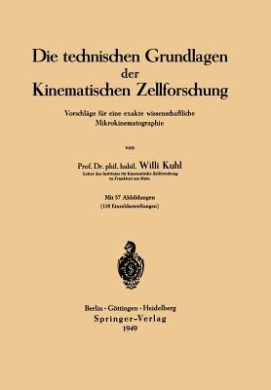 Die technischen Grundlagen
der
Kinematischen Zellforschung
Vorschläge für eine exakte wissenschaftliche
Mikrokinematographie
von
Prof. Dr. phil. habil. Willi Kuhl
Leiter des Institutes für Kinematische Zellforschung
zu Frankfurt am Main
Mit 57 Abbildungen
(118 Einzeldarstellungen)
Berlin - Göttingen - Heidelberg
Springer-Verlag
1949